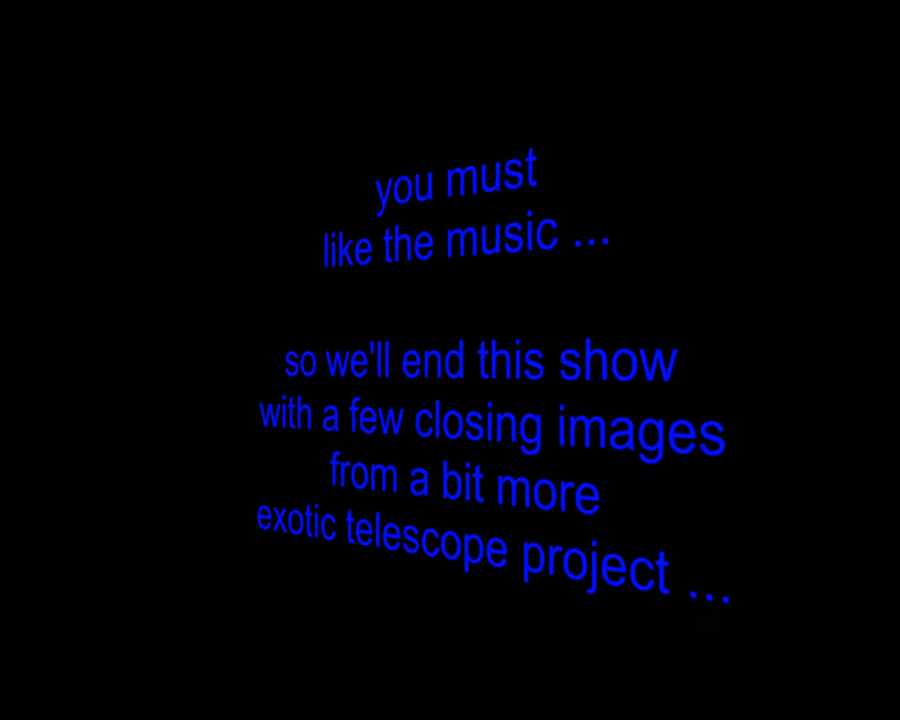 you must
like the music ...
so we'll end this show
with a few closing images
from a bit more
exotic telescope project ...